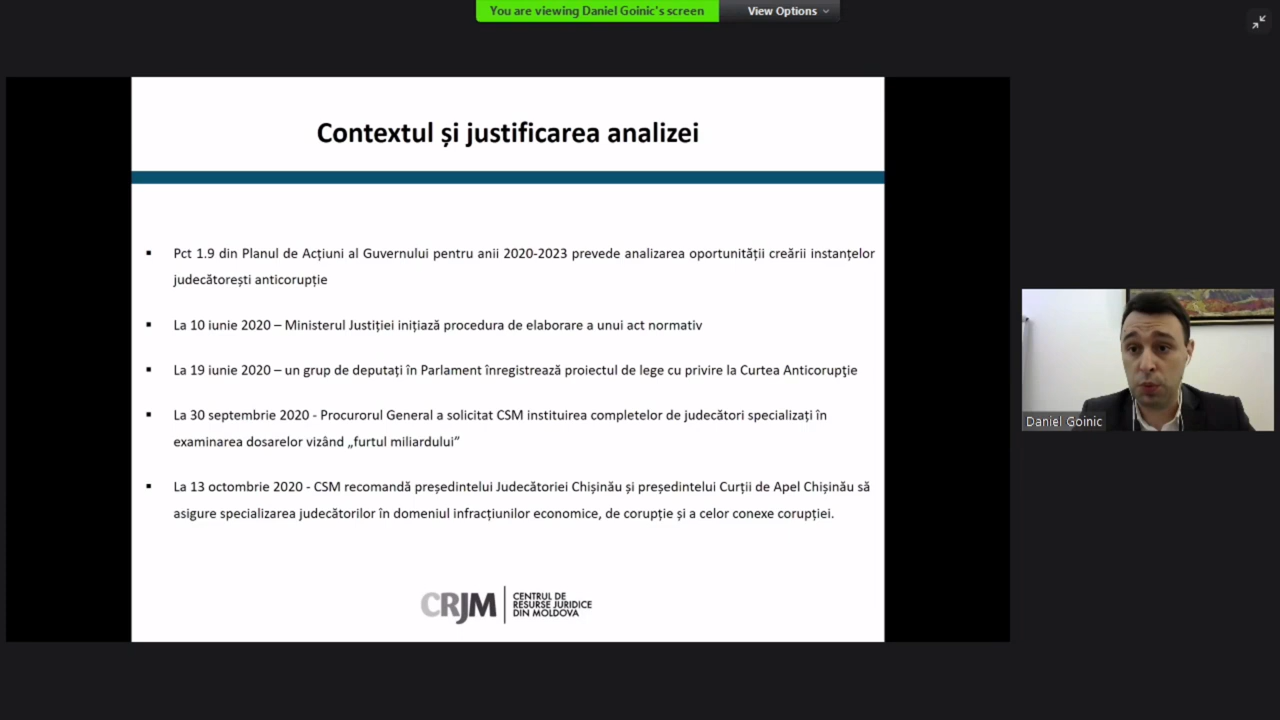 You are viewing Daniel Goinic's screen
View Options
Contextul și justificarea analizei
▪ Pct 1.9 din Planul de Acțiuni al Guvernului pentru anii 2020-2023 prevede analizarea oportunității creării instanțelor
judecătorești anticorupție
▪ La 10 iunie 2020 – Ministerul Justiției inițiază procedura de elaborare a unui act normativ
▪ La 19 iunie 2020 – un grup de deputați în Parlament înregistrează proiectul de lege cu privire la Curtea Anticorupţie
▪ La 30 septembrie 2020 - Procurorul General a solicitat CSM instituirea completelor de judecători specializați în
examinarea dosarelor vizând „furtul miliardului”
▪ La 13 octombrie 2020 - CSM recomandă președintelui Judecătoriei Chișinău și președintelui Curții de Apel Chișinău să
asigure specializarea judecătorilor în domeniul infracțiunilor economice, de corupție și a celor conexe corupției.
Daniel Goinic
CRJM
CENTRUL DE
RESURSE JURIDICE
DIN MOLDOVA